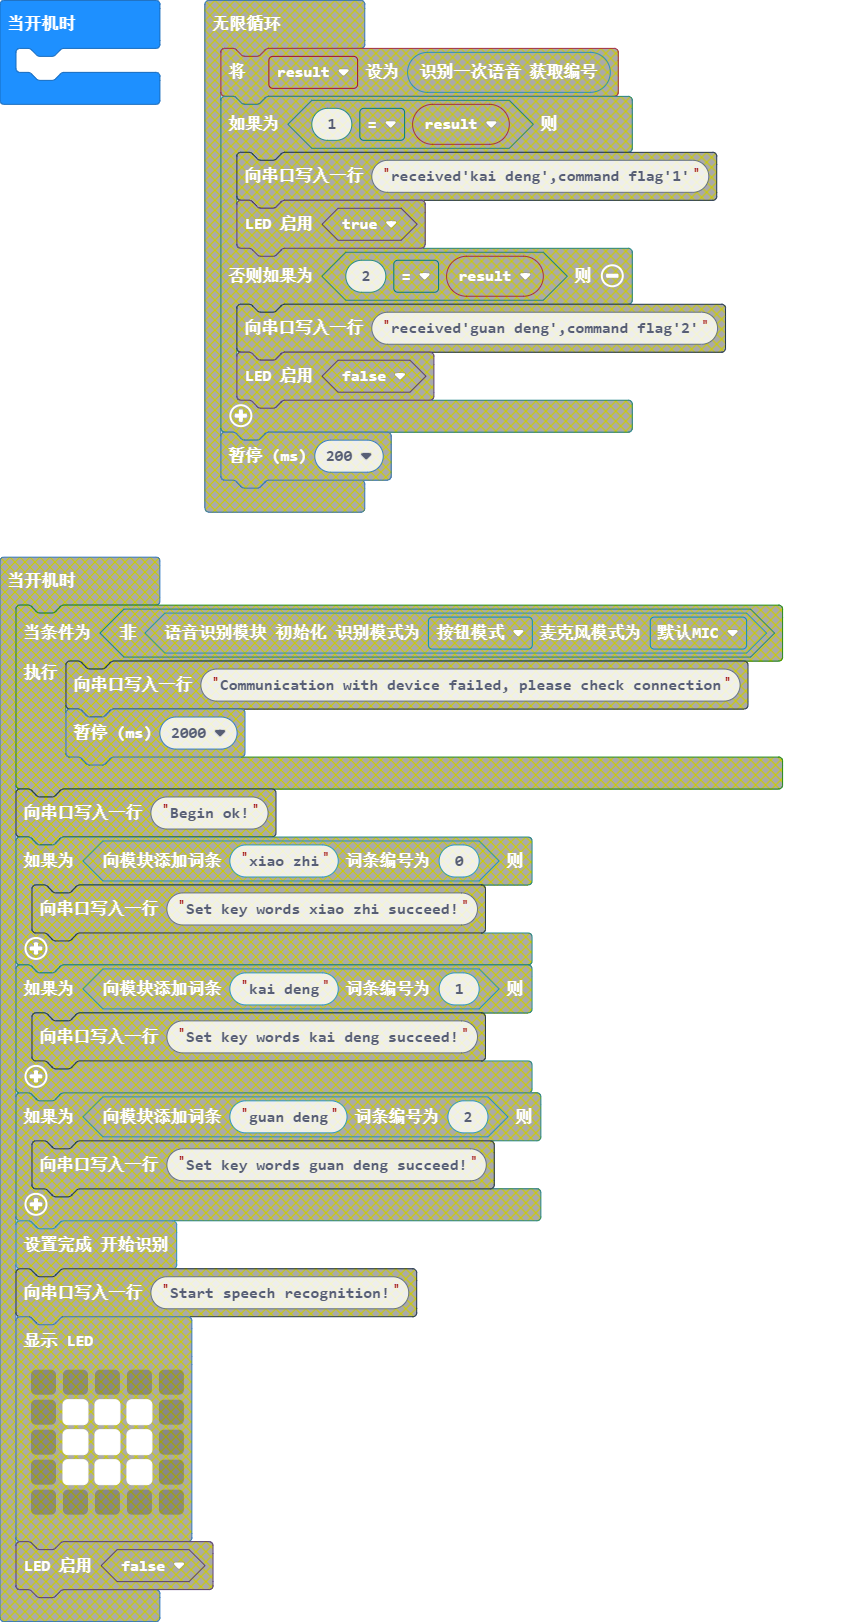 当开机时
无限循环
将 result 设为 识别一次语音 获取编号
如果为 1 = result 则
向串口写入一行 "received'kai deng',command flag'1'"
LED 启用 true
否则如果为 2 = result 则
向串口写入一行 "received'guan deng',command flag'2'"
LED 启用 false
暂停 (ms) 200
当开机时
当条件为 非 语音识别模块 初始化 识别模式为 按钮模式 麦克风模式为 默认MIC
执行 向串口写入一行 "Communication with device failed, please check connection"
暂停 (ms) 2000
向串口写入一行 "Begin ok!"
如果为 向模块添加词条 "xiao zhi" 词条编号为 0 则
向串口写入一行 "Set key words xiao zhi succeed!"
如果为 向模块添加词条 "kai deng" 词条编号为 1 则
向串口写入一行 "Set key words kai deng succeed!"
如果为 向模块添加词条 "guan deng" 词条编号为 2 则
向串口写入一行 "Set key words guan deng succeed!"
设置完成 开始识别
向串口写入一行 "Start speech recognition!"
显示 LED
LED 启用 false